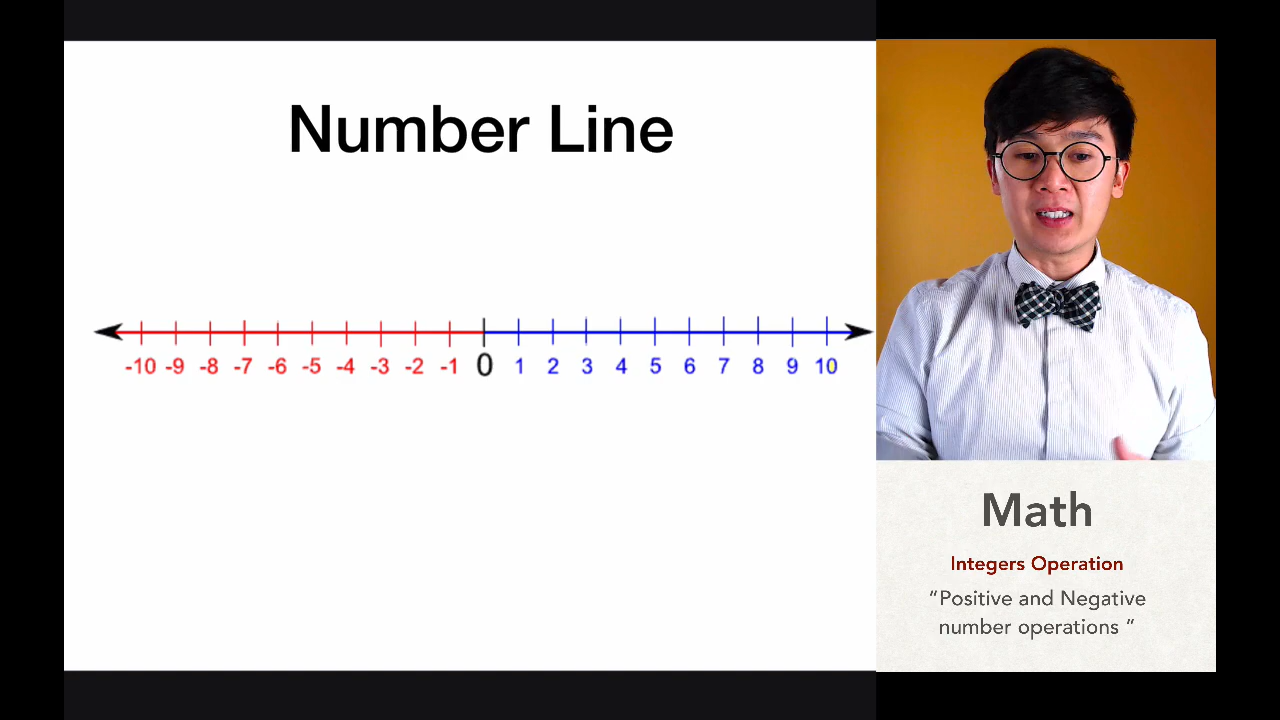 Number Line
-10 -9 -8 -7 -6 -5 -4 -3 -2 -1 0 1 2 3 4 5 6 7 8 9 10
Math
Integers Operation
“Positive and Negative
number operations ”